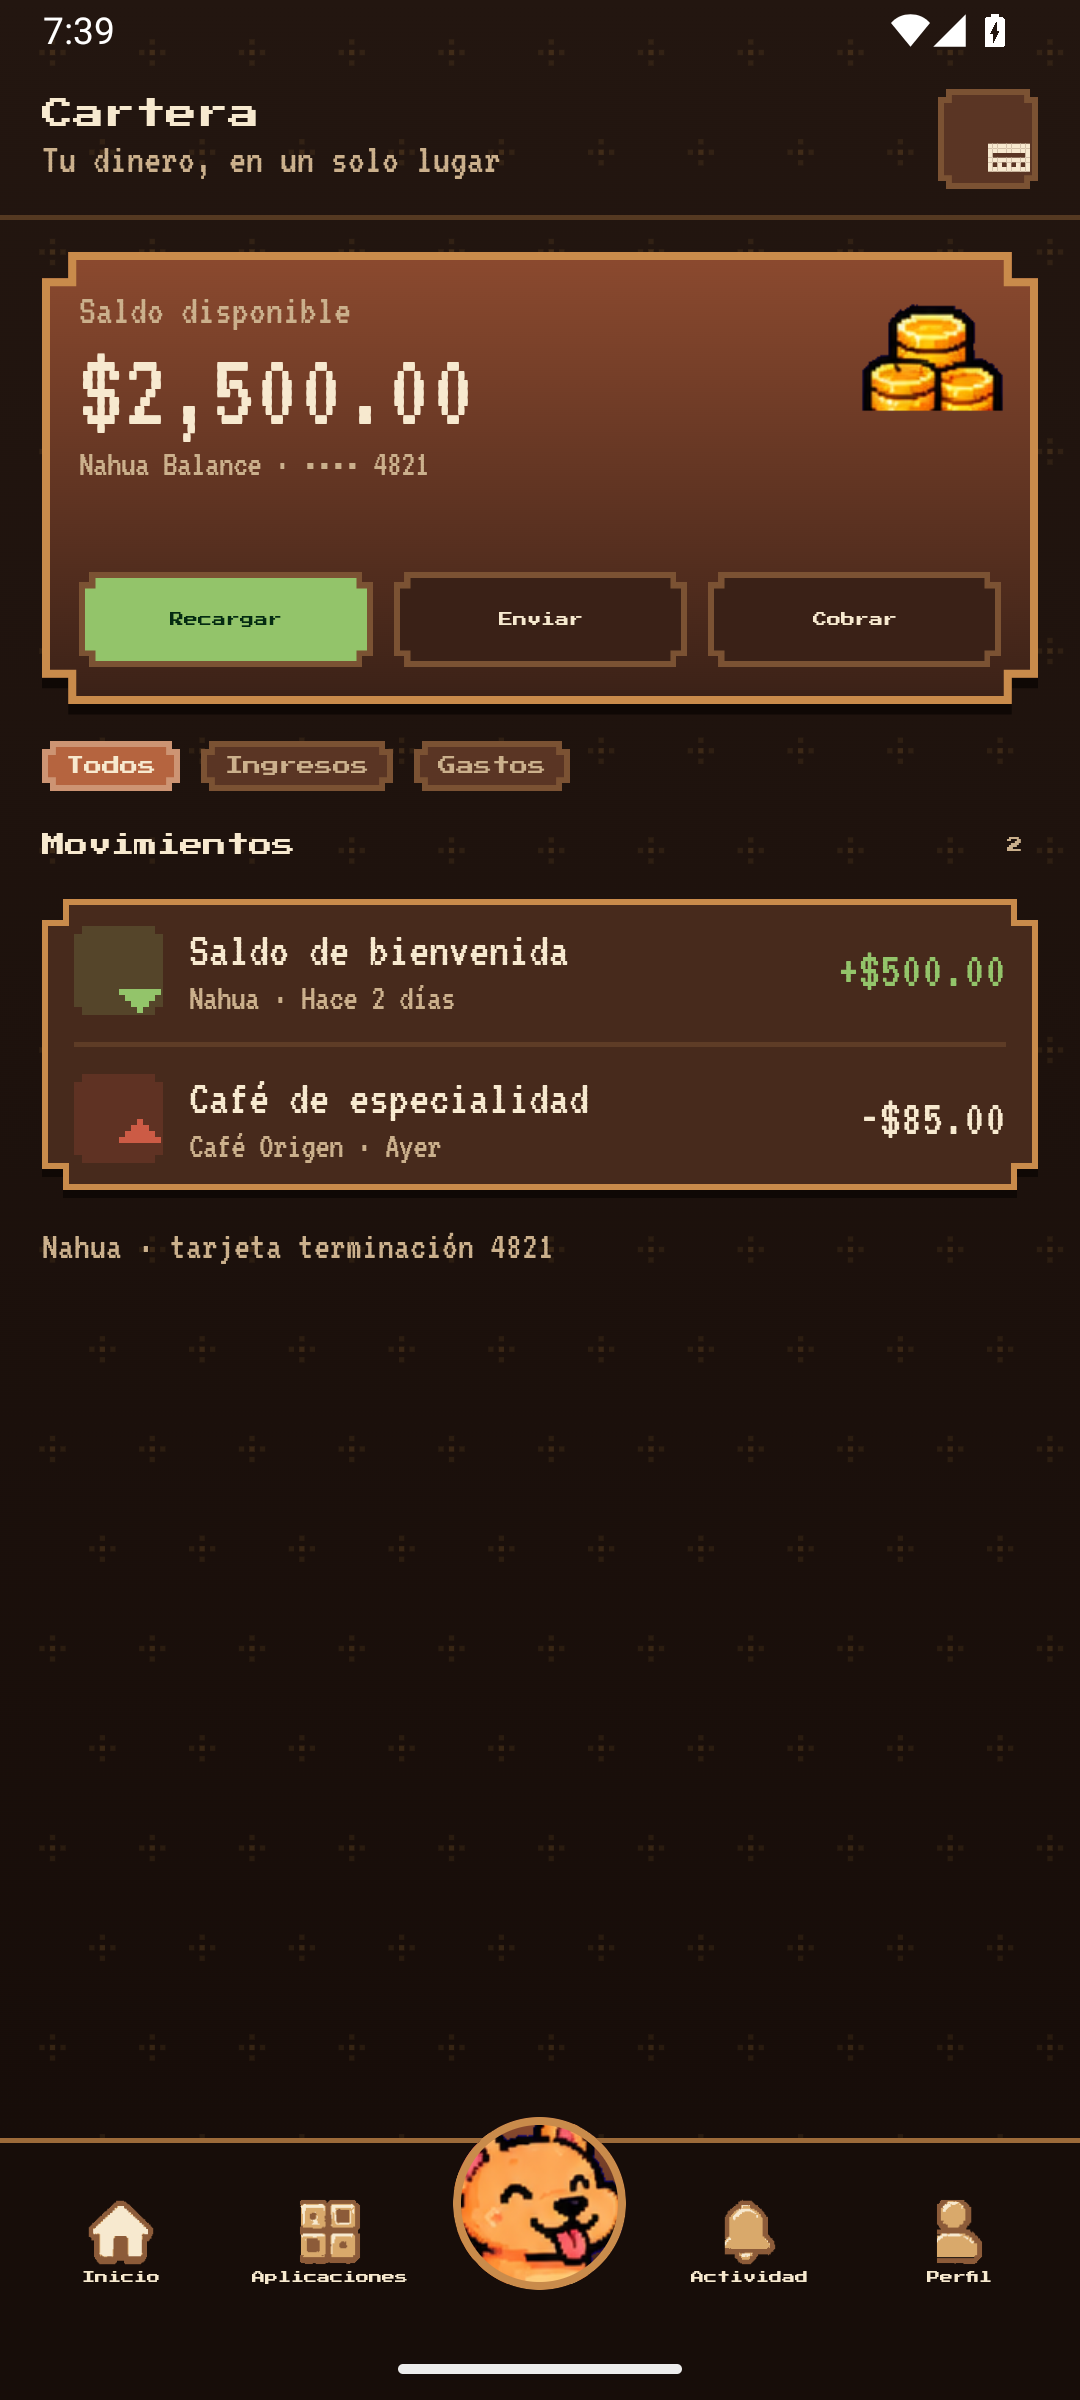 7:39
Cartera
Tu dinero, en un solo lugar
Saldo disponible
$2,500.00
Nahua Balance · ···· 4821
Recargar
Enviar
Cobrar
Todos
Ingresos
Gastos
Movimientos
2
Saldo de bienvenida
+$500.00
Nahua · Hace 2 días
Café de especialidad
-$85.00
Café Origen · Ayer
Nahua · tarjeta terminación 4821
Inicio
Aplicaciones
Actividad
Perfil